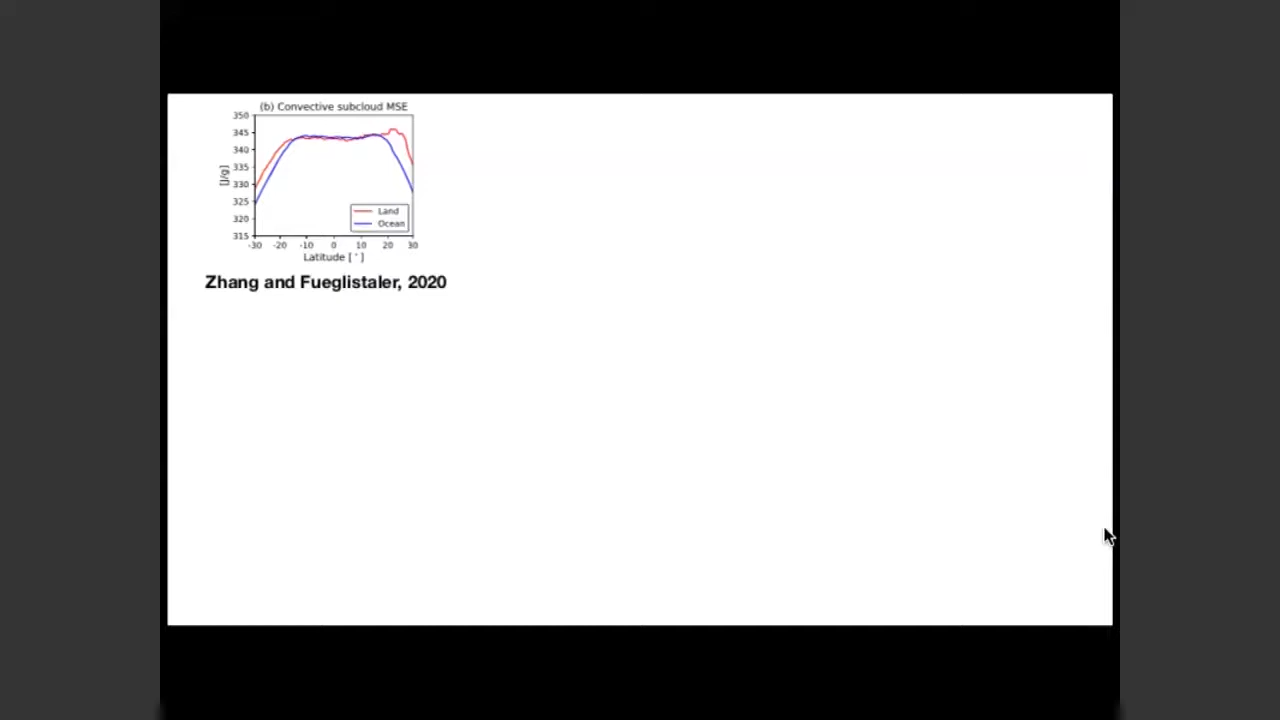 (b) Convective subcloud MSE
350
345
340
335
330
325
320
315
[J/g]
Land
Ocean
-30 -20 -10 0 10 20 30
Latitude [°]
Zhang and Fueglistaler, 2020